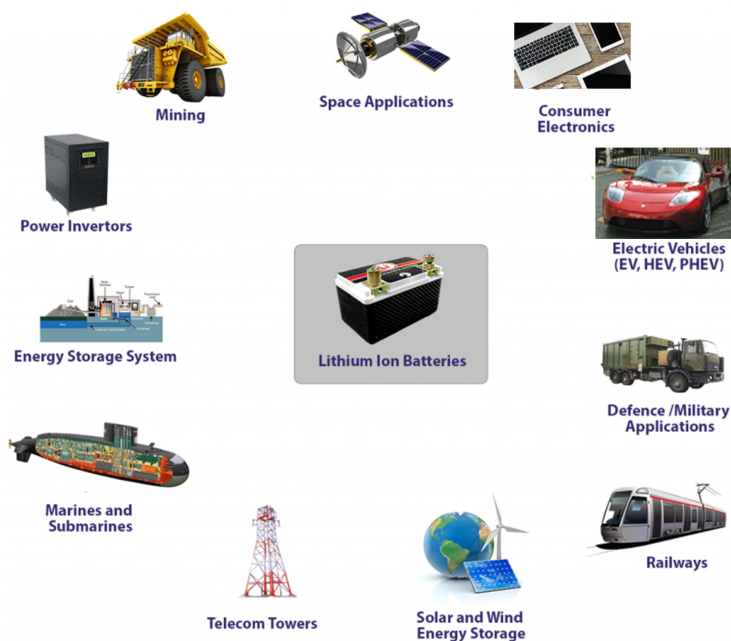 Mining
Space Applications
Consumer
Electronics
Power Invertors
Electric Vehicles
(EV, HEV, PHEV)
Lithium Ion Batteries
Energy Storage System
Defence /Military
Applications
Marines and
Submarines
Railways
Telecom Towers
Solar and Wind
Energy Storage